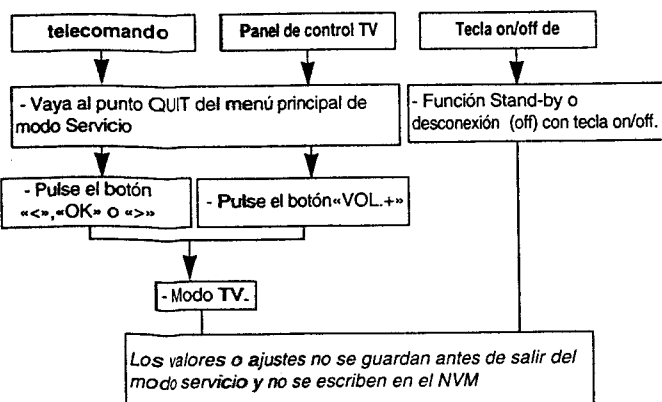 telecomando
Panel de control TV
Tecla on/off de
- Vaya al punto QUIT del menú principal de
modo Servicio
- Función Stand-by o
desconexión (off) con tecla on/off.
- Pulse el botón
«<»,«OK» o «>»
- Pulse el botón«VOL.+»
- Modo TV.
Los valores o ajustes no se guardan antes de salir del
modo servicio y no se escriben en el NVM